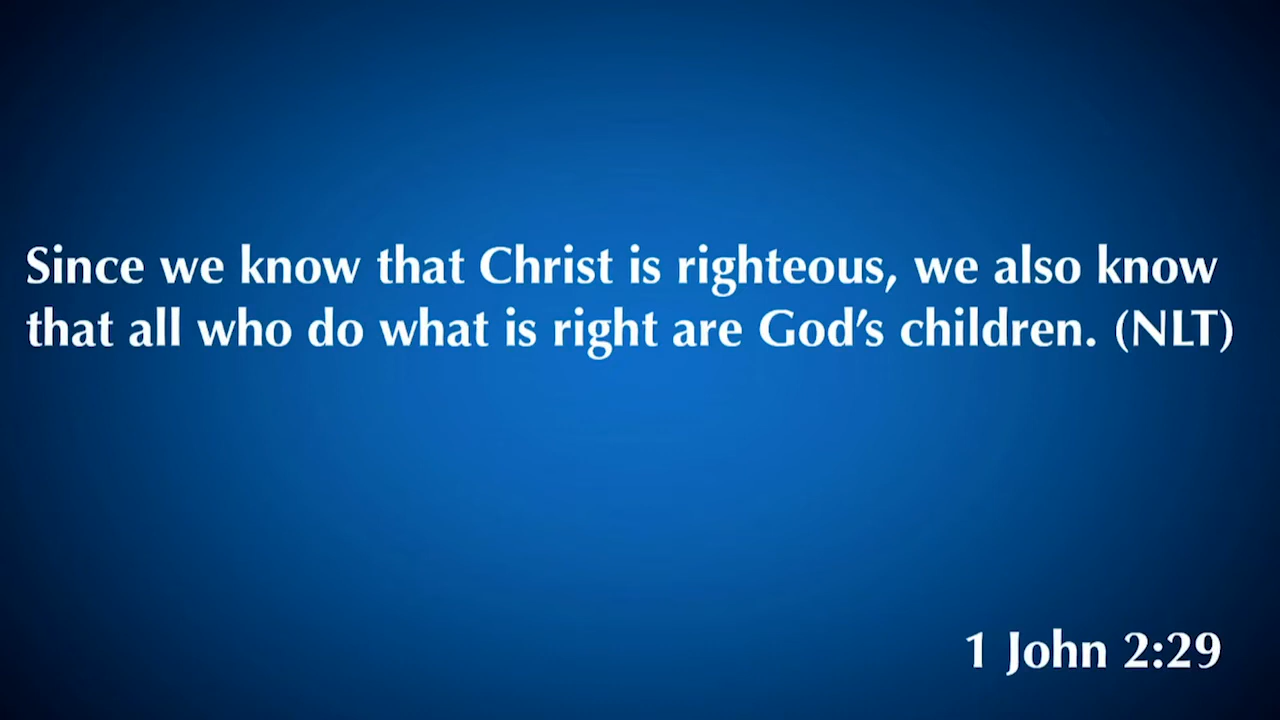 Since we know that Christ is righteous, we also know
that all who do what is right are God’s children. (NLT)
1 John 2:29